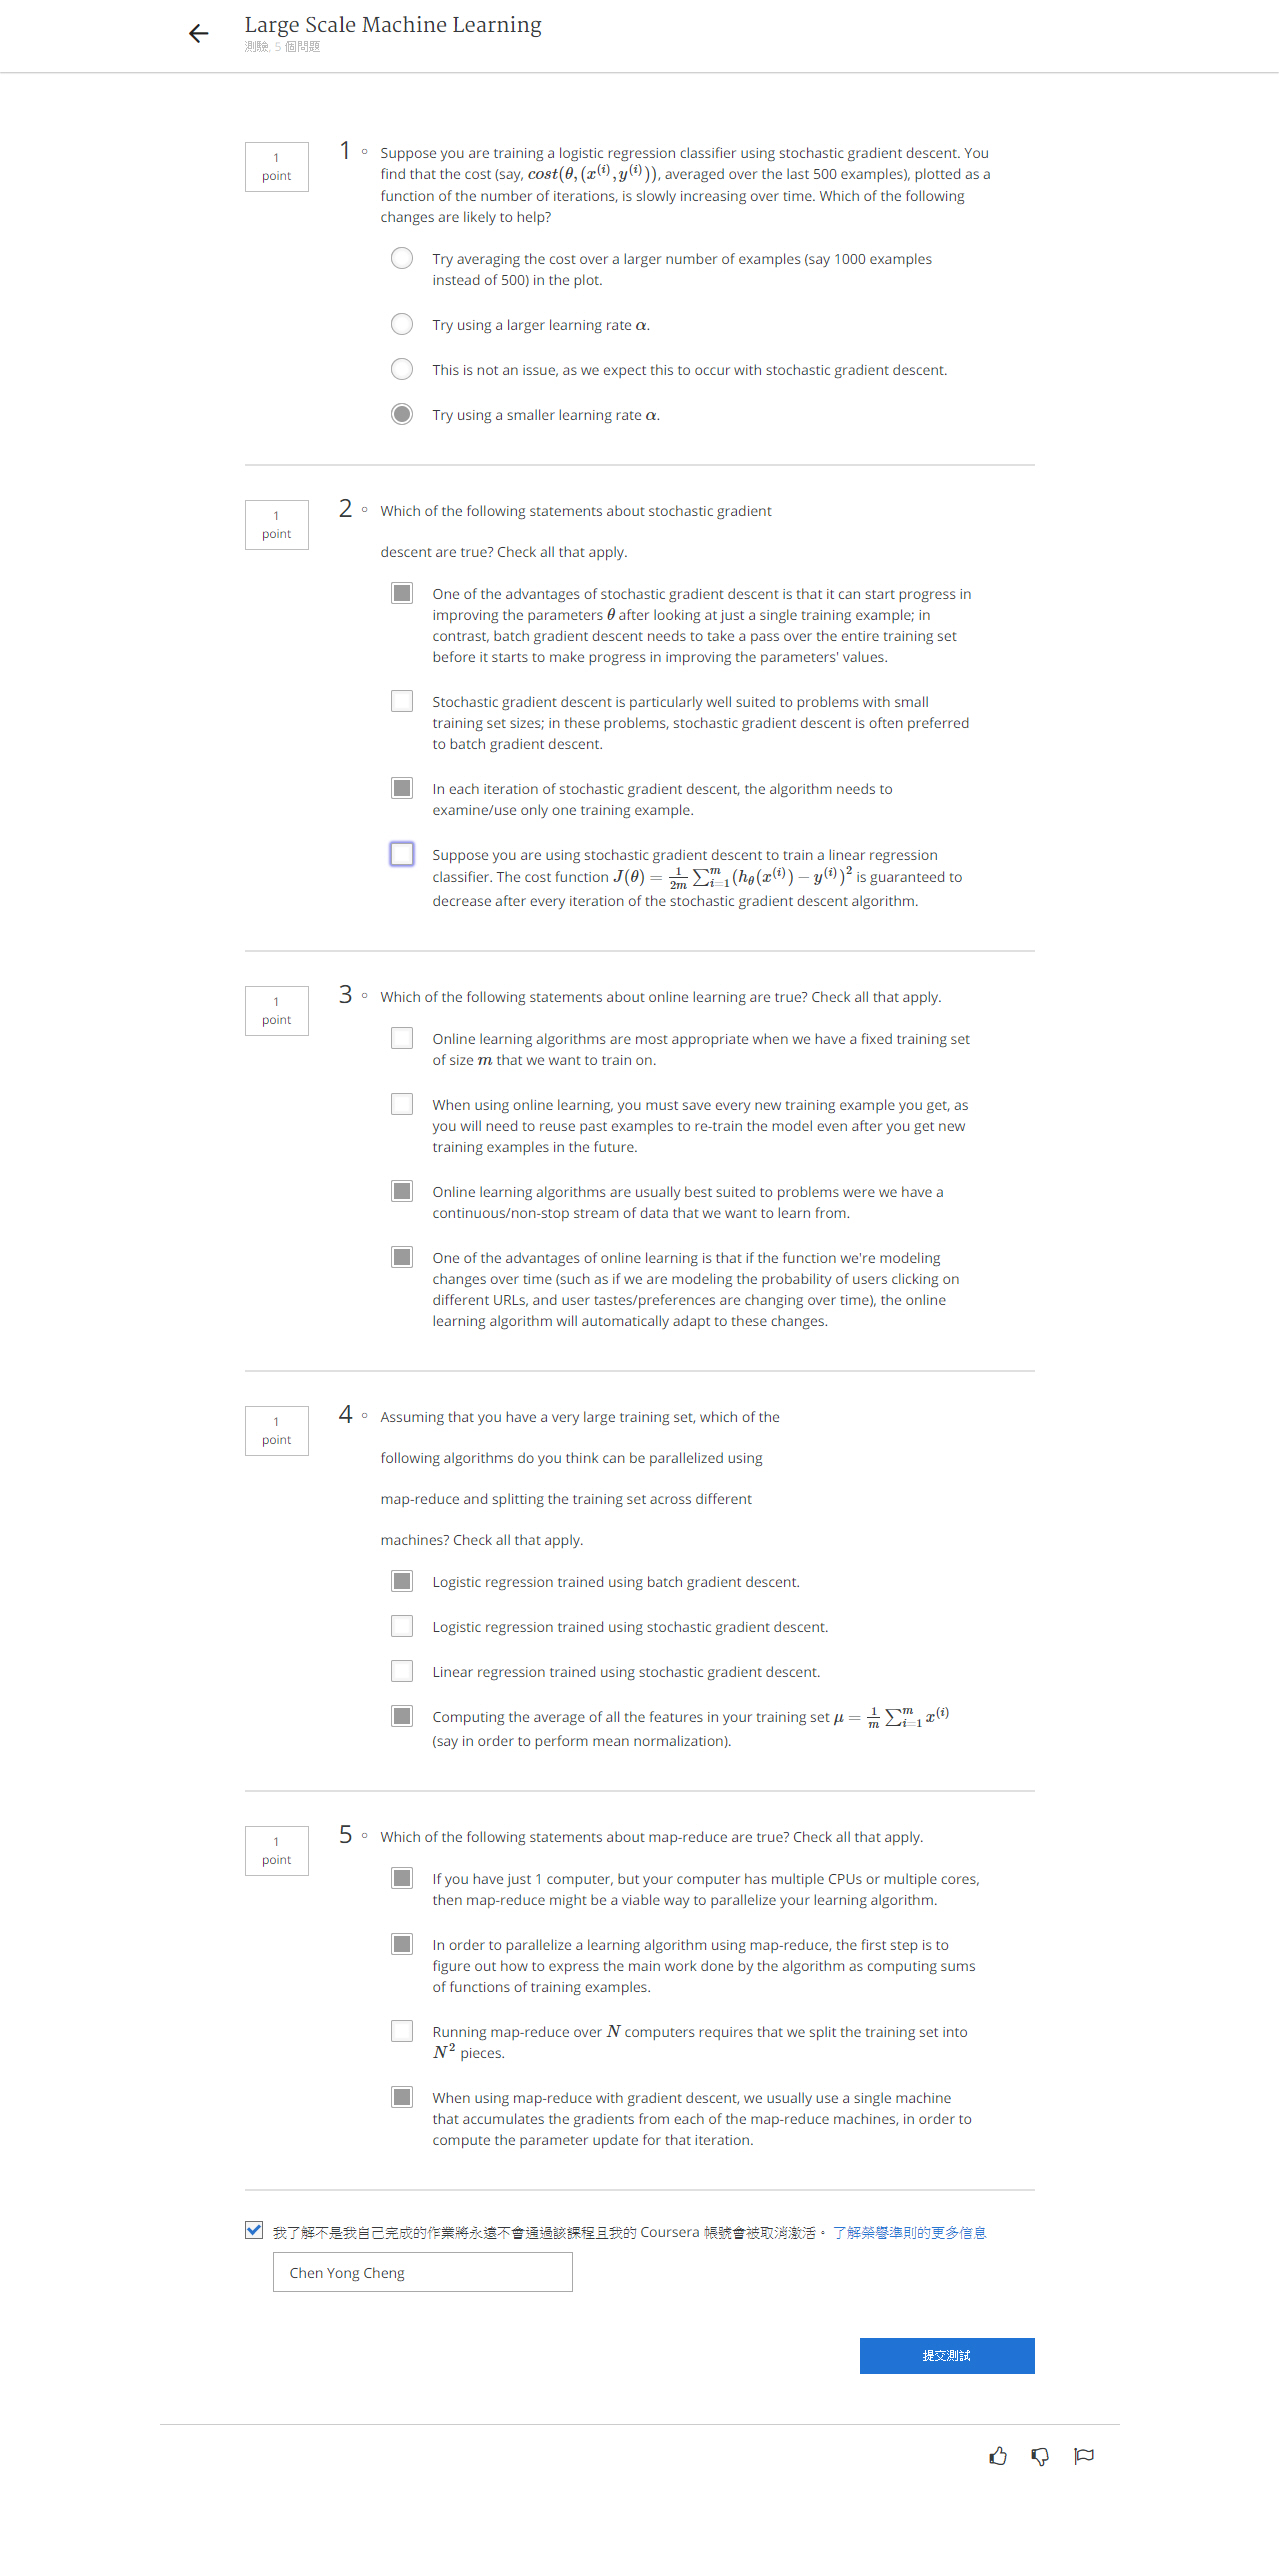 Large Scale Machine Learning
測驗, 5 個問題
1
point
1. Suppose you are training a logistic regression classifier using stochastic gradient descent. You
find that the cost (say, cost(θ, (x^(i), y^(i))), averaged over the last 500 examples), plotted as a
function of the number of iterations, is slowly increasing over time. Which of the following
changes are likely to help?
Try averaging the cost over a larger number of examples (say 1000 examples
instead of 500) in the plot.
Try using a larger learning rate α.
This is not an issue, as we expect this to occur with stochastic gradient descent.
Try using a smaller learning rate α.
1
point
2. Which of the following statements about stochastic gradient
descent are true? Check all that apply.
One of the advantages of stochastic gradient descent is that it can start progress in
improving the parameters θ after looking at just a single training example; in
contrast, batch gradient descent needs to take a pass over the entire training set
before it starts to make progress in improving the parameters' values.
Stochastic gradient descent is particularly well suited to problems with small
training set sizes; in these problems, stochastic gradient descent is often preferred
to batch gradient descent.
In each iteration of stochastic gradient descent, the algorithm needs to
examine/use only one training example.
Suppose you are using stochastic gradient descent to train a linear regression
classifier. The cost function J(θ) = 1/2m ∑_{i=1}^m (h_θ(x^(i)) − y^(i))^2 is guaranteed to
decrease after every iteration of the stochastic gradient descent algorithm.
1
point
3. Which of the following statements about online learning are true? Check all that apply.
Online learning algorithms are most appropriate when we have a fixed training set
of size m that we want to train on.
When using online learning, you must save every new training example you get, as
you will need to reuse past examples to re-train the model even after you get new
training examples in the future.
Online learning algorithms are usually best suited to problems were we have a
continuous/non-stop stream of data that we want to learn from.
One of the advantages of online learning is that if the function we're modeling
changes over time (such as if we are modeling the probability of users clicking on
different URLs, and user tastes/preferences are changing over time), the online
learning algorithm will automatically adapt to these changes.
1
point
4. Assuming that you have a very large training set, which of the
following algorithms do you think can be parallelized using
map-reduce and splitting the training set across different
machines? Check all that apply.
Logistic regression trained using batch gradient descent.
Logistic regression trained using stochastic gradient descent.
Linear regression trained using stochastic gradient descent.
Computing the average of all the features in your training set μ = 1/m ∑_{i=1}^m x^(i)
(say in order to perform mean normalization).
1
point
5. Which of the following statements about map-reduce are true? Check all that apply.
If you have just 1 computer, but your computer has multiple CPUs or multiple cores,
then map-reduce might be a viable way to parallelize your learning algorithm.
In order to parallelize a learning algorithm using map-reduce, the first step is to
figure out how to express the main work done by the algorithm as computing sums
of functions of training examples.
Running map-reduce over N computers requires that we split the training set into
N^2 pieces.
When using map-reduce with gradient descent, we usually use a single machine
that accumulates the gradients from each of the map-reduce machines, in order to
compute the parameter update for that iteration.
我了解不是我自己完成的作業將永遠不會通過該課程且我的 Coursera 帳號會被取消激活。 了解榮譽準則的更多信息
Chen Yong Cheng
提交測試